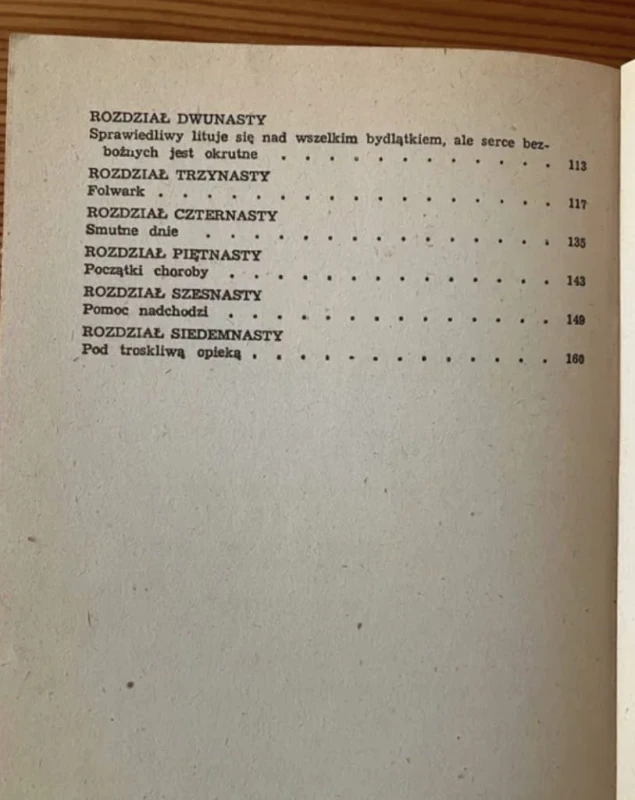 ROZDZIAŁ DWUNASTY
Sprawiedliwy lituje się nad wszelkim bydlątkiem, ale serce bez-
bożnych jest okrutne . . . . . . . . . . . . 113
ROZDZIAŁ TRZYNASTY
Folwark . . . . . . . . . . . . . . . . . 117
ROZDZIAŁ CZTERNASTY
Smutne dnie . . . . . . . . . . . . . . . 135
ROZDZIAŁ PIĘTNASTY
Początki choroby . . . . . . . . . . . . . . 143
ROZDZIAŁ SZESNASTY
Pomoc nadchodzi . . . . . . . . . . . . . . 149
ROZDZIAŁ SIEDEMNASTY
Pod troskliwą opieką . . . . . . . . . . . . . 160